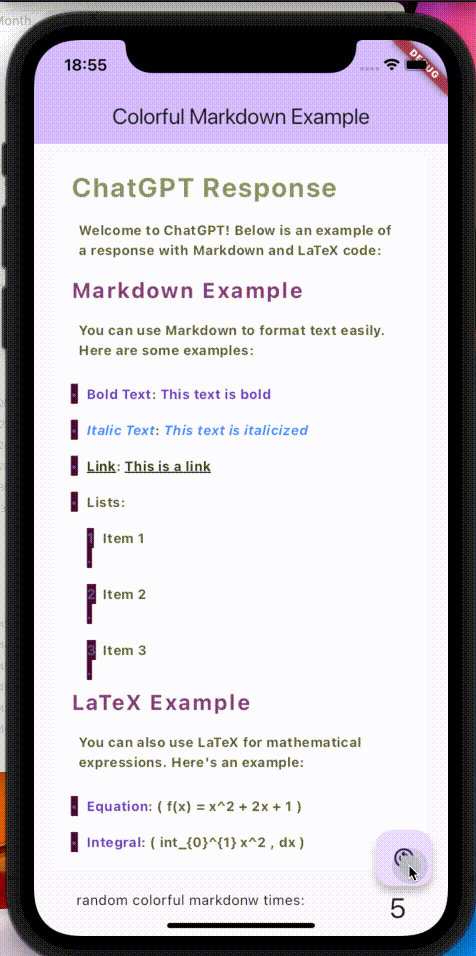 Month
18:55
DEBUG
Colorful Markdown Example
ChatGPT Response
Welcome to ChatGPT! Below is an example of
a response with Markdown and LaTeX code:
Markdown Example
You can use Markdown to format text easily.
Here are some examples:
• Bold Text: This text is bold
• Italic Text: This text is italicized
• Link: This is a link
• Lists:
1. Item 1
2. Item 2
3. Item 3
LaTeX Example
You can also use LaTeX for mathematical
expressions. Here's an example:
• Equation: ( f(x) = x^2 + 2x + 1 )
• Integral: ( int_{0}^{1} x^2 , dx )
random colorful markdonw times:
5